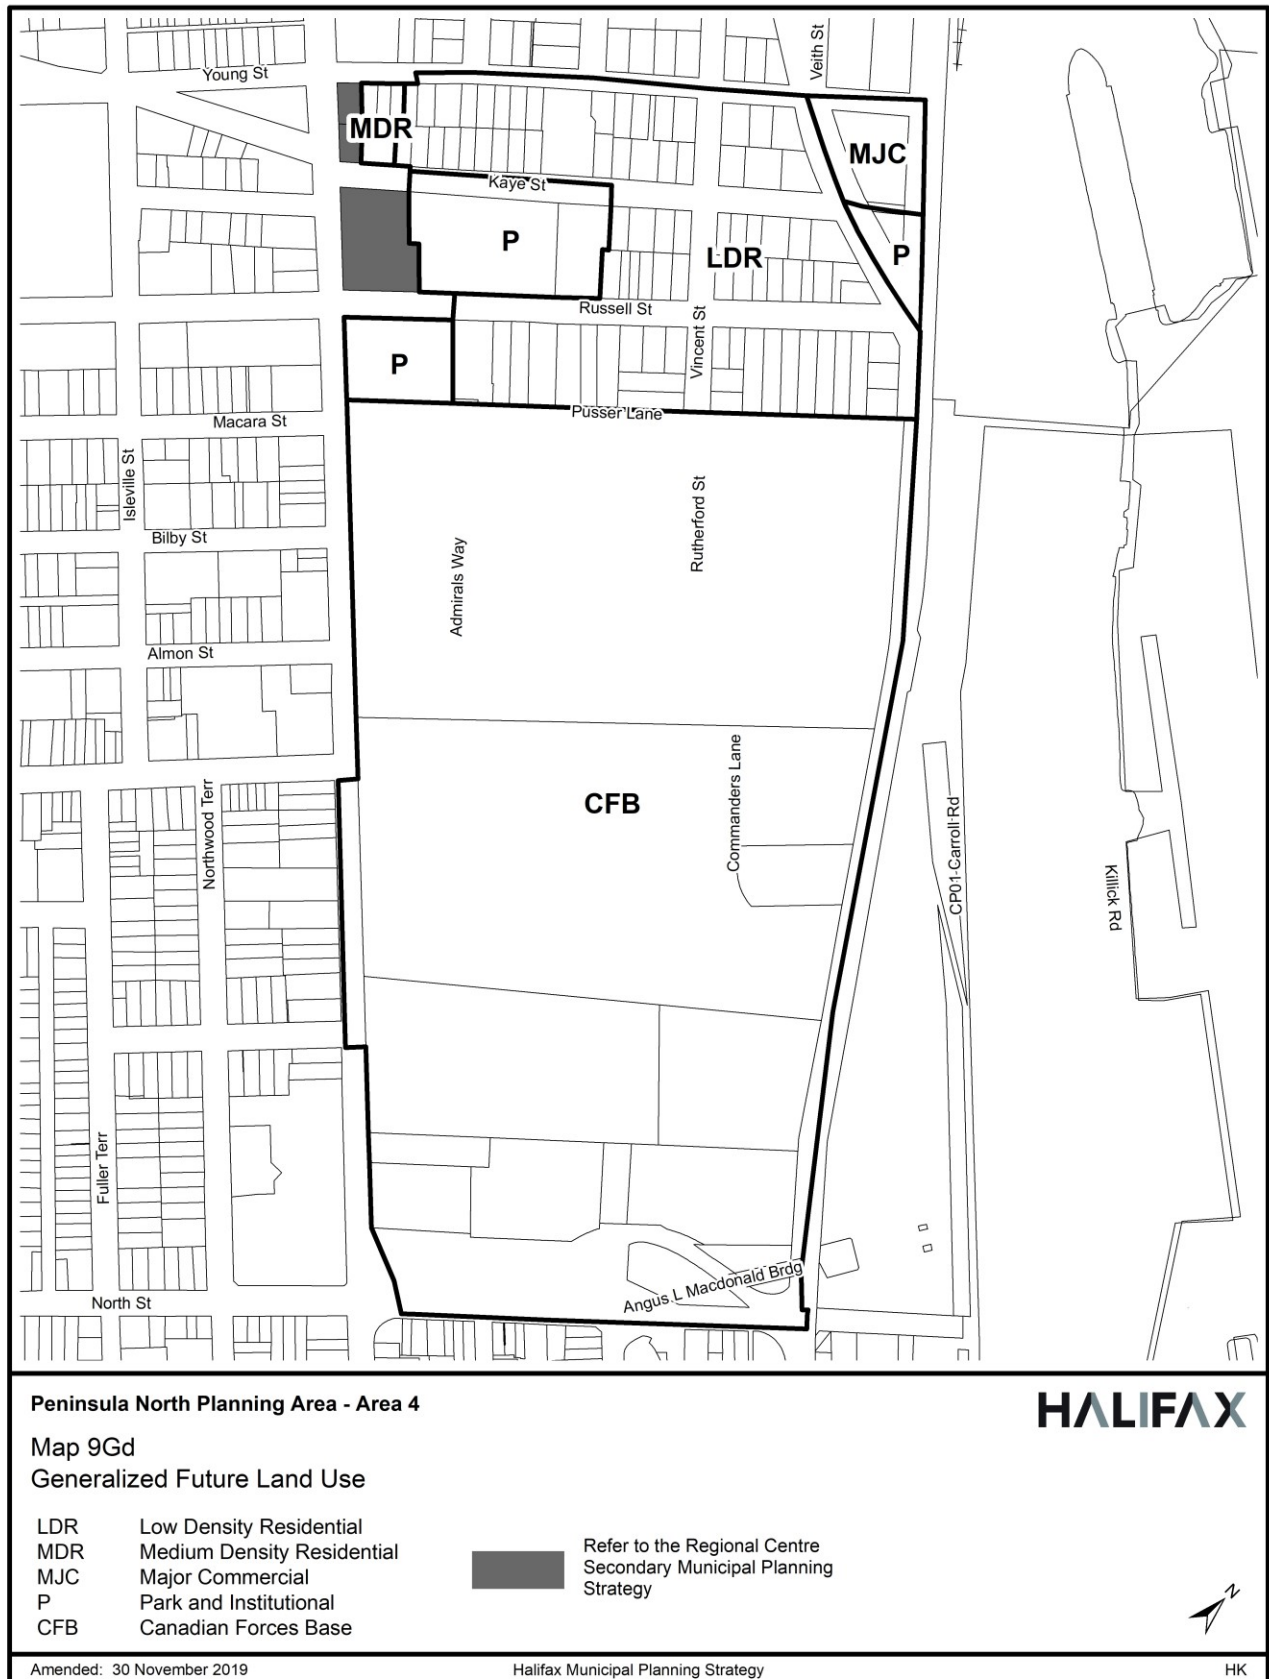 Veith St
Young St
MDR
MJC
Kaye St
P
LDR
P
Russell St
Vincent St
P
Pusser Lane
Macara St
Isleville St
Rutherford St
Bilby St
Admirals Way
Almon St
Commanders Lane
Northwood Terr
CFB
CP01-Carroll-Rd
Killick Rd
Fuller Terr
Angus L Macdonald Brdg
North St
Peninsula North Planning Area - Area 4
HALIFAX
Map 9Gd
Generalized Future Land Use
LDR Low Density Residential
MDR Medium Density Residential
MJC Major Commercial
P Park and Institutional
CFB Canadian Forces Base
Refer to the Regional Centre
Secondary Municipal Planning
Strategy
N
Amended: 30 November 2019
Halifax Municipal Planning Strategy
HK